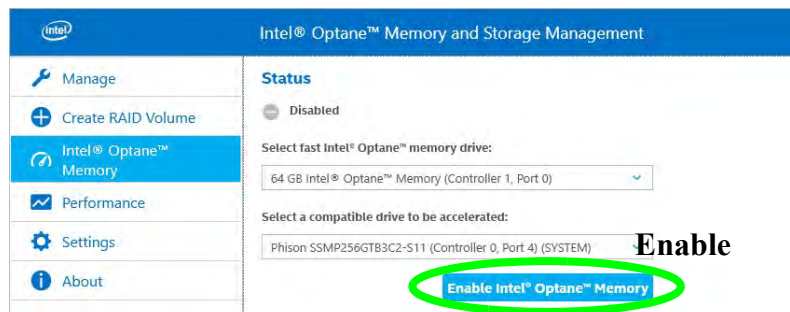 intel
Intel® Optane™ Memory and Storage Management
Manage
Create RAID Volume
Intel® Optane™
Memory
Performance
Settings
About
Status
Disabled
Select fast Intel® Optane™ memory drive:
64 GB Intel® Optane™ Memory (Controller 1, Port 0)
Select a compatible drive to be accelerated:
Phison SSMP256GTB3C2-S11 (Controller 0, Port 4) (SYSTEM)
Enable
Enable Intel® Optane™ Memory